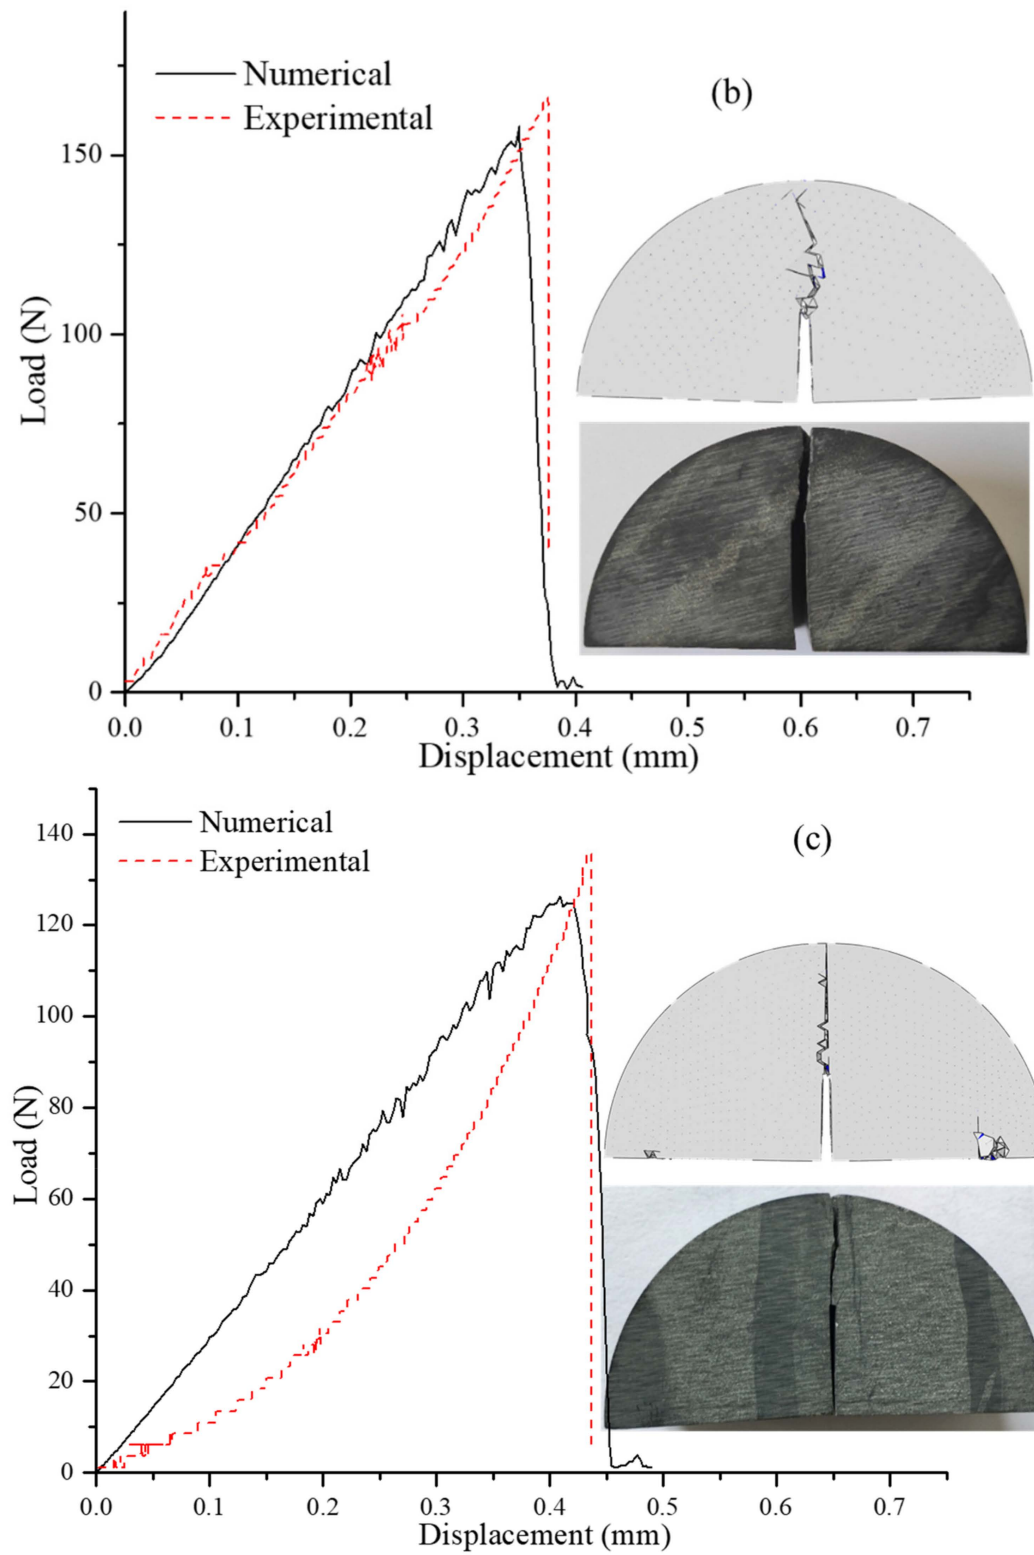 Numerical
Experimental
(b)
150
100
50
0
Load (N)
0.0 0.1 0.2 0.3 0.4 0.5 0.6 0.7
Displacement (mm)
Numerical
Experimental
(c)
140
120
100
80
60
40
20
0
Load (N)
0.0 0.1 0.2 0.3 0.4 0.5 0.6 0.7
Displacement (mm)